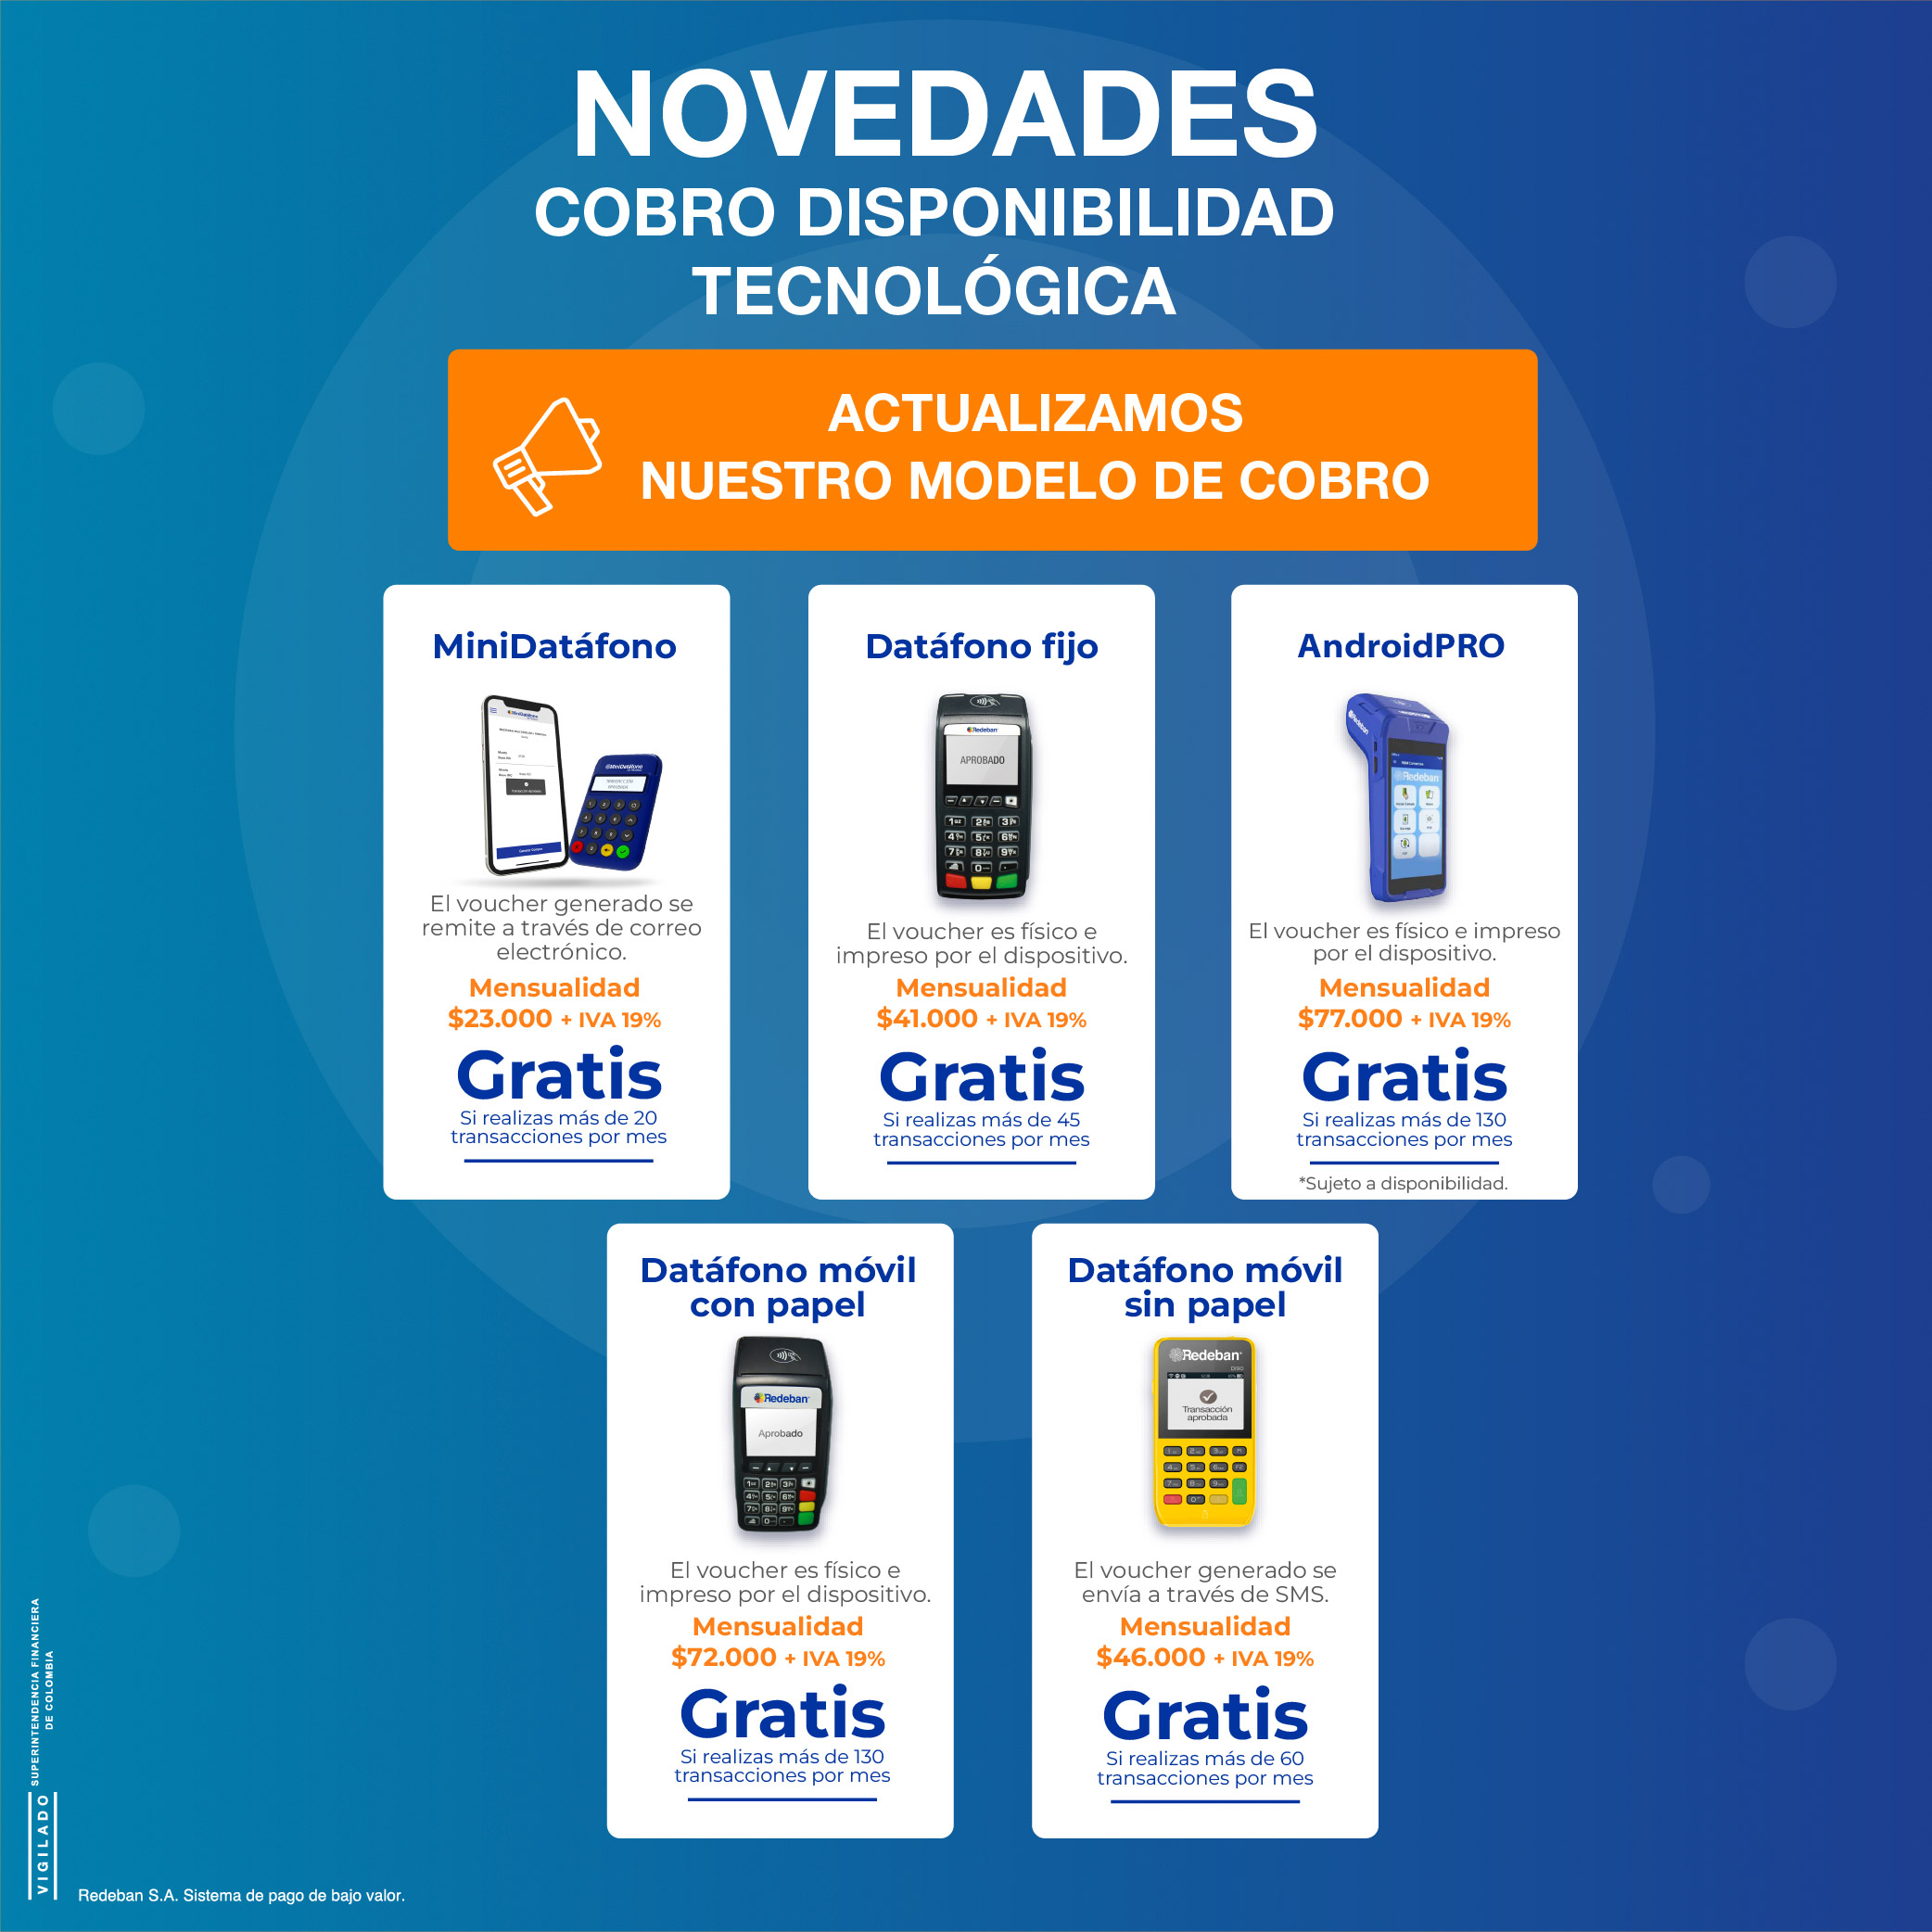 NOVEDADES
COBRO DISPONIBILIDAD
TECNOLÓGICA
ACTUALIZAMOS
NUESTRO MODELO DE COBRO
MiniDatáfono
El voucher generado se
remite a través de correo
electrónico.
Mensualidad
$23.000 + IVA 19%
Gratis
Si realizas más de 20
transacciones por mes
Datáfono fijo
Redeban
APROBADO
El voucher es físico e
impreso por el dispositivo.
Mensualidad
$41.000 + IVA 19%
Gratis
Si realizas más de 45
transacciones por mes
AndroidPRO
Redeban
Redeban
El voucher es físico e impreso
por el dispositivo.
Mensualidad
$77.000 + IVA 19%
Gratis
Si realizas más de 130
transacciones por mes
*Sujeto a disponibilidad.
Datáfono móvil
con papel
Redeban
Aprobado
El voucher es físico e
impreso por el dispositivo.
Mensualidad
$72.000 + IVA 19%
Gratis
Si realizas más de 130
transacciones por mes
Datáfono móvil
sin papel
Redeban
Transacción
aprobada
El voucher generado se
envía a través de SMS.
Mensualidad
$46.000 + IVA 19%
Gratis
Si realizas más de 60
transacciones por mes
VIGILADO SUPERINTENDENCIA FINANCIERA
DE COLOMBIA
Redeban S.A. Sistema de pago de bajo valor.